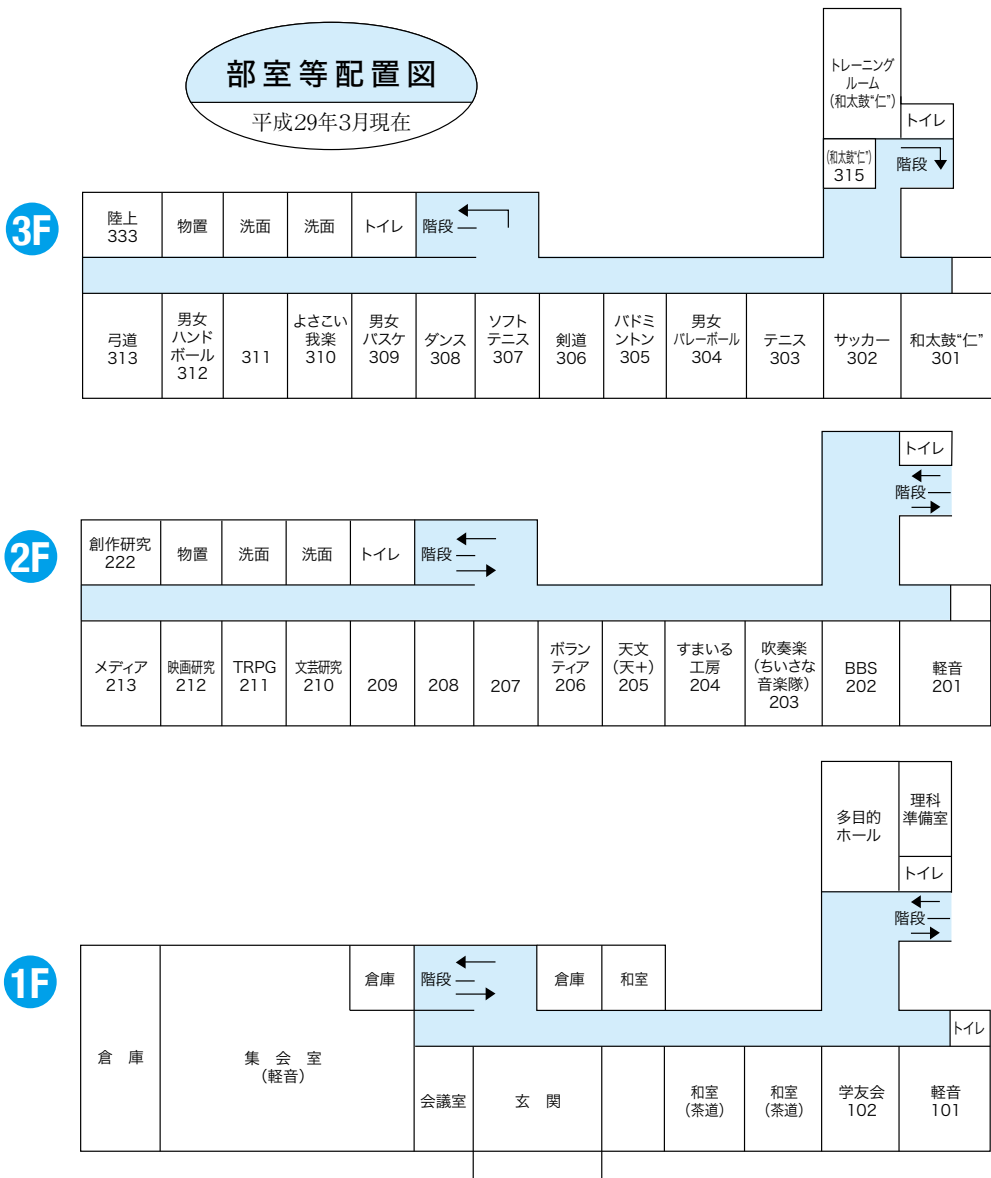 部室等配置図
平成29年3月現在
3F
トレーニング
ルーム
(和太鼓“仁”)
トイレ
(和太鼓“仁”)
315
階段
陸上
333
物置
洗面
洗面
トイレ
階段
弓道
313
男女
ハンド
ボール
312
311
よさこい
我楽
310
男女
バスケ
309
ダンス
308
ソフト
テニス
307
剣道
306
バドミ
ントン
305
男女
バレーボール
304
テニス
303
サッカー
302
和太鼓“仁”
301
2F
トイレ
階段
創作研究
222
物置
洗面
洗面
トイレ
階段
メディア
213
映画研究
212
TRPG
211
文芸研究
210
209
208
207
ボラン
ティア
206
天文
(天+)
205
すまいる
工房
204
吹奏楽
(ちいさな
音楽隊)
203
BBS
202
軽音
201
1F
多目的
ホール
理科
準備室
トイレ
階段
倉 庫
集 会 室
(軽音)
倉庫
階段
倉庫
和室
トイレ
会議室
玄 関
和室
(茶道)
和室
(茶道)
学友会
102
軽音
101